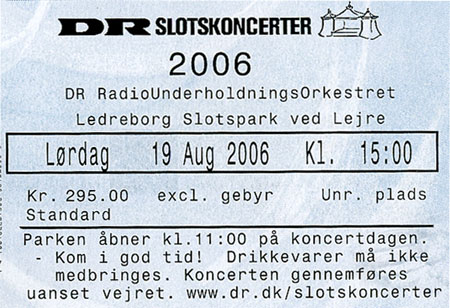 DR SLOTSKONCERTER
2006
DR RadioUnderholdningsOrkestret
Ledreborg Slotspark ved Lejre
Lørdag 19 Aug 2006 Kl. 15:00
Kr. 295.00 excl. gebyr Unr. plads
Standard
Parken åbner kl.11:00 på koncertdagen.
- Kom i god tid! Drikkevarer må ikke
medbringes. Koncerten gennemføres
uanset vejret. www.dr.dk/slotskoncerter